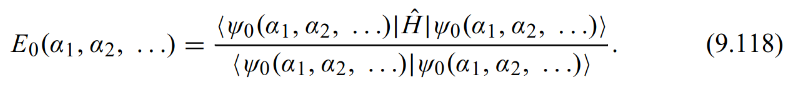 E₀(α₁, α₂, …) = ⟨ψ₀(α₁, α₂, …)|Ĥ|ψ₀(α₁, α₂, …)⟩ / ⟨ψ₀(α₁, α₂, …)|ψ₀(α₁, α₂, …)⟩. (9.118)